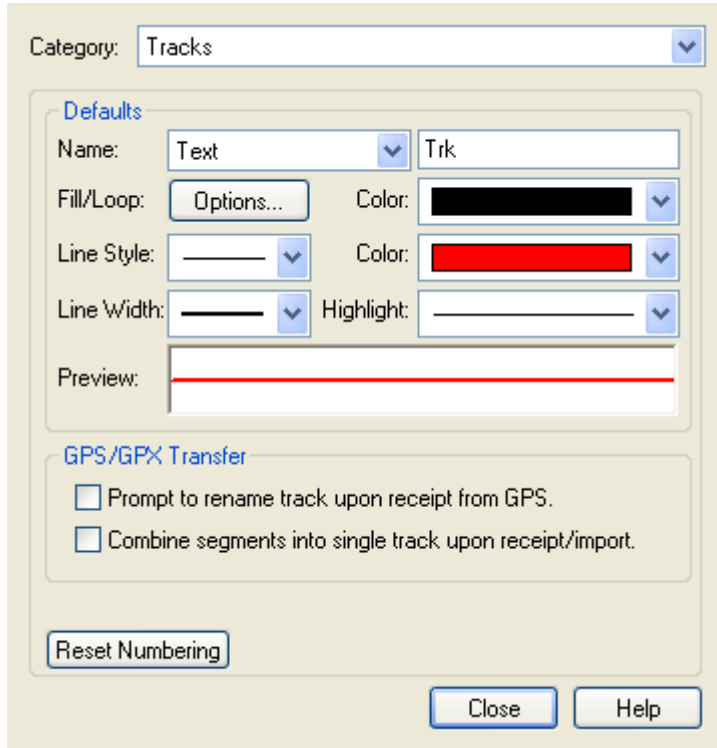 Category: Tracks
Defaults
Name: Text Trk
Fill/Loop: Options... Color:
Line Style: Color:
Line Width: Highlight:
Preview:
GPS/GPX Transfer
Prompt to rename track upon receipt from GPS.
Combine segments into single track upon receipt/import.
Reset Numbering
Close Help